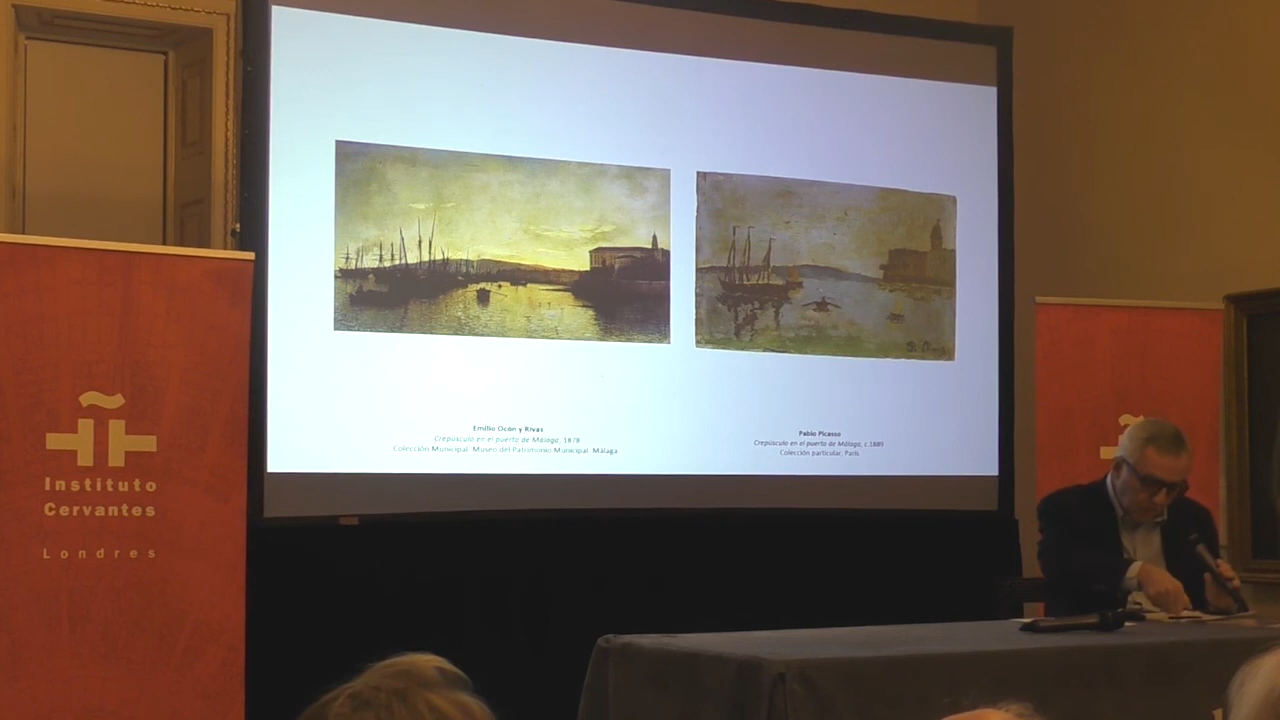 Instituto
Cervantes
Londres
Emilio Ocón y Rivas
Crepúsculo en el puerto de Málaga, 1878
Colección Municipal. Museo del Patrimonio Municipal. Málaga
Pablo Picasso
Crepúsculo en el puerto de Málaga, c.1889
Colección particular, París